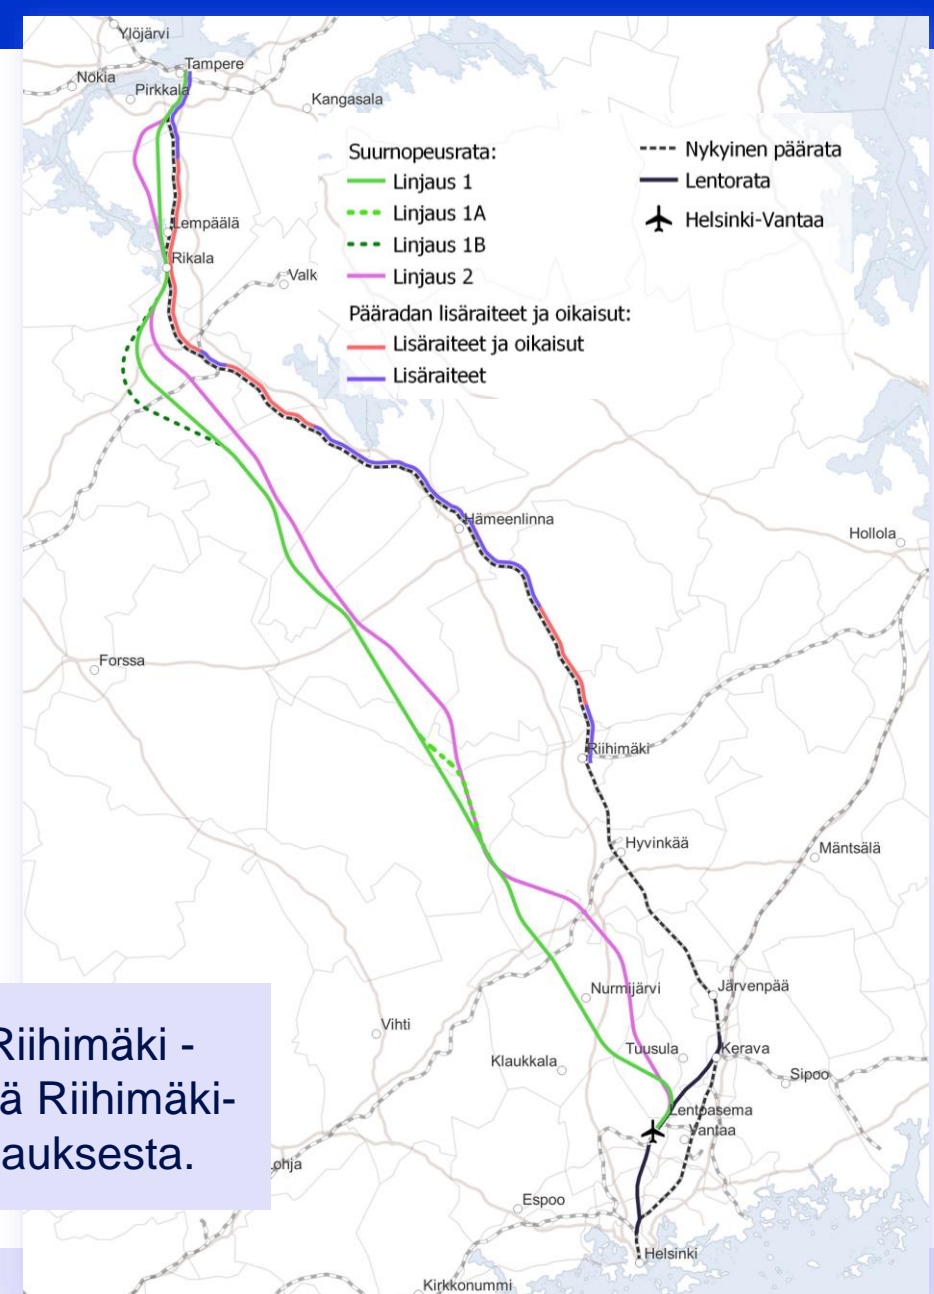 Ylöjärvi
Tampere
Nokia
Pirkkala
Kangasala
Suurnopeusrata:
Linjaus 1
Linjaus 1A
Linjaus 1B
Linjaus 2
Pääradan lisäraiteet ja oikaisut:
Lisäraiteet ja oikaisut
Lisäraiteet
Nykyinen päärata
Lentorata
Helsinki-Vantaa
Lempäälä
Rikala
Valk
Hämeenlinna
Hollola
Forssa
Riihimäki
Hyvinkää
Mäntsälä
Nurmijärvi
Järvenpää
Vihti
Klaukkala
Tuusula
Kerava
Sipoo
Lentoasema
Vantaa
Riihimäki -
ä Riihimäki-
auksesta.
ohja
Espoo
Helsinki
Kirkkonummi